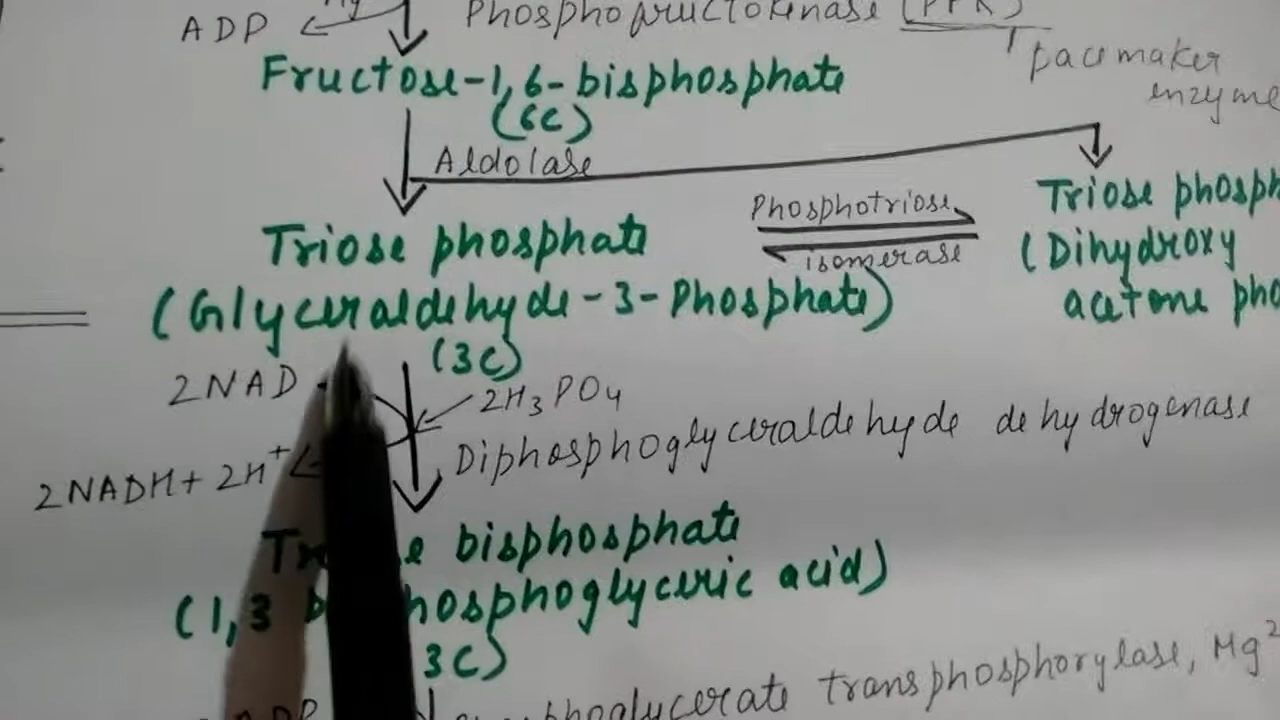 ADP Mg Phosphofructokinase (PFK)
pacemaker
enzyme
Fructose-1,6-bisphosphate
(6C)
Aldolase
Triose phosphate
(Glyceraldehyde-3-Phosphate)
(3C)
Phosphotriose
isomerase
Triose phosph
(Dihydroxy
acetone pho
2NAD
2H3PO4
Diphosphoglyceraldehyde dehydrogenase
2NADH+2H+
bisphosphate
(1,3 hosphoglyceric acid)
3C)
transphosphorylase, Mg2